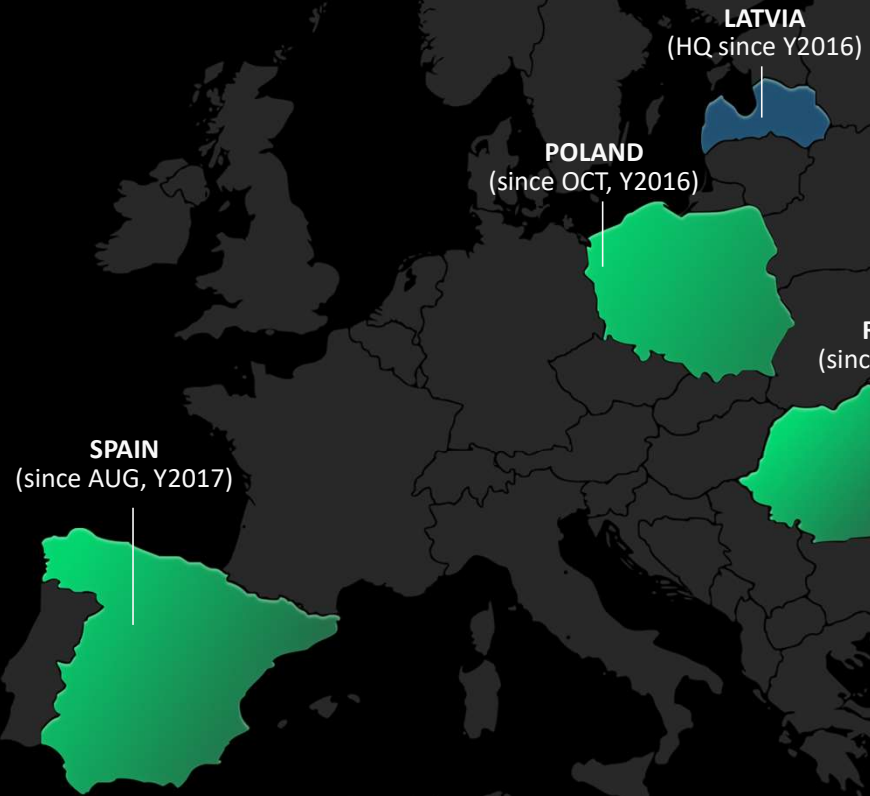 LATVIA
(HQ since Y2016)
POLAND
(since OCT, Y2016)
SPAIN
(since AUG, Y2017)